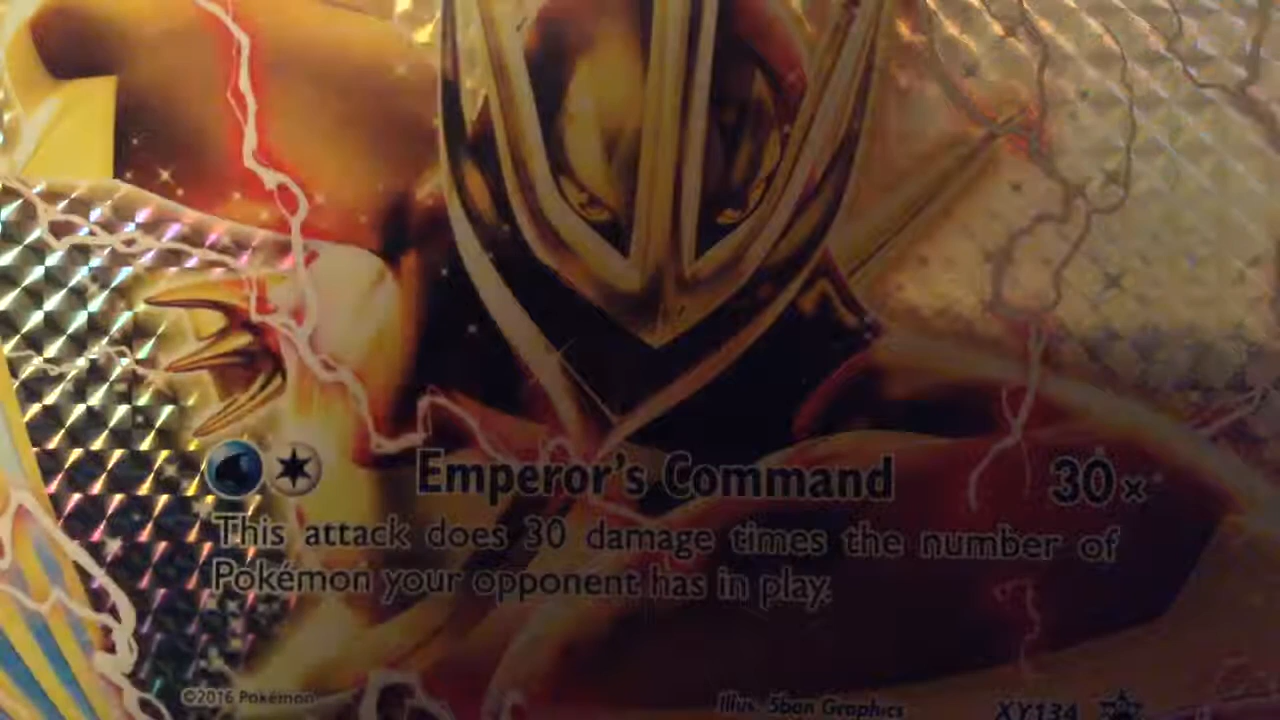 Emperor's Command 30×
This attack does 30 damage times the number of
Pokémon your opponent has in play.
©2016 Pokémon Illus. 5ban Graphics XY134